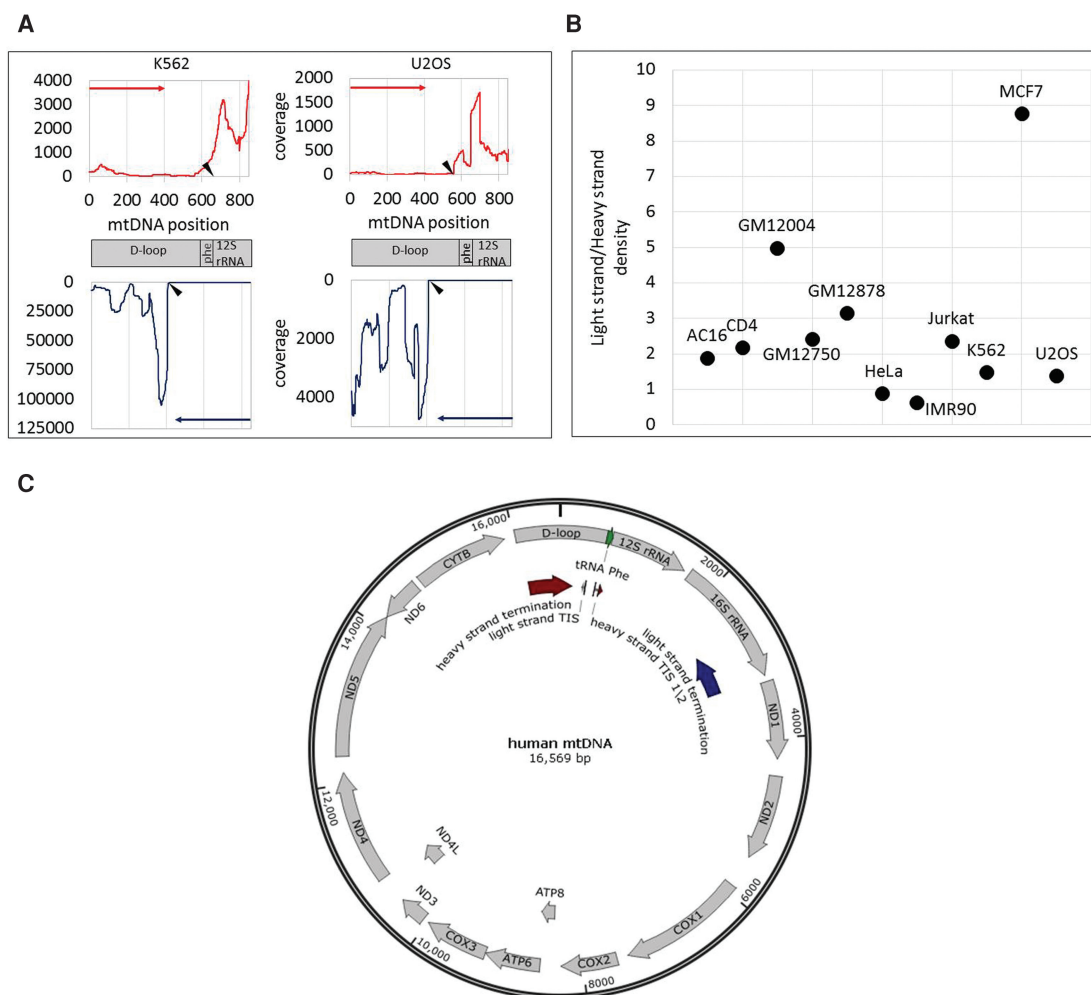 A
K562
4000
3000
2000
1000
0
0 200 400 600 800
mtDNA position
D-loop phe 12S rRNA
0
25000
50000
75000
100000
125000
U2OS
coverage
2000
1500
1000
500
0
0 200 400 600 800
mtDNA position
D-loop phe 12S rRNA
coverage
0
2000
4000
B
Light strand/Heavy strand
density
10
9
8
7
6
5
4
3
2
1
0
MCF7
GM12004
GM12878
AC16
CD4
GM12750
Jurkat
K562
U2OS
HeLa
IMR90
C
16,000
D-loop
12S rRNA
2000
CYTB
tRNA Phe
16S rRNA
ND6
14,000
heavy strand termination
light strand TIS
heavy strand TIS 1\2
light strand termination
ND5
ND1
4000
human mtDNA
16,569 bp
12,000
ND2
ND4
ND4L
6000
ND3
ATP8
COX1
10,000
COX3
ATP6
COX2
8000